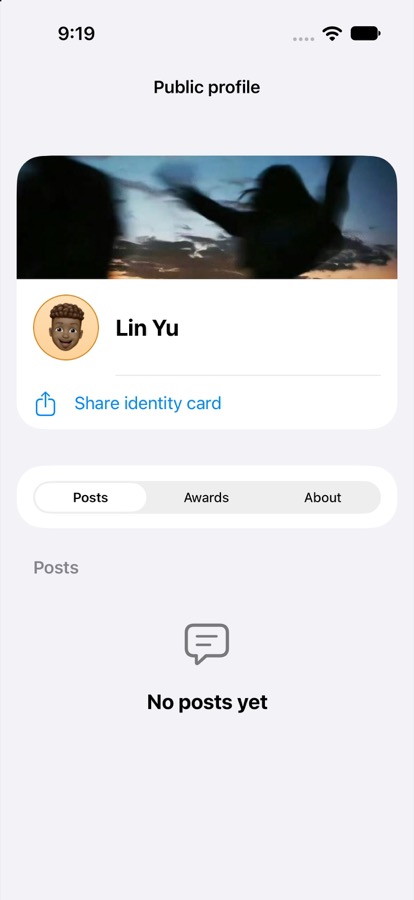 9:19
Public profile
Lin Yu
Share identity card
Posts
Awards
About
Posts
No posts yet